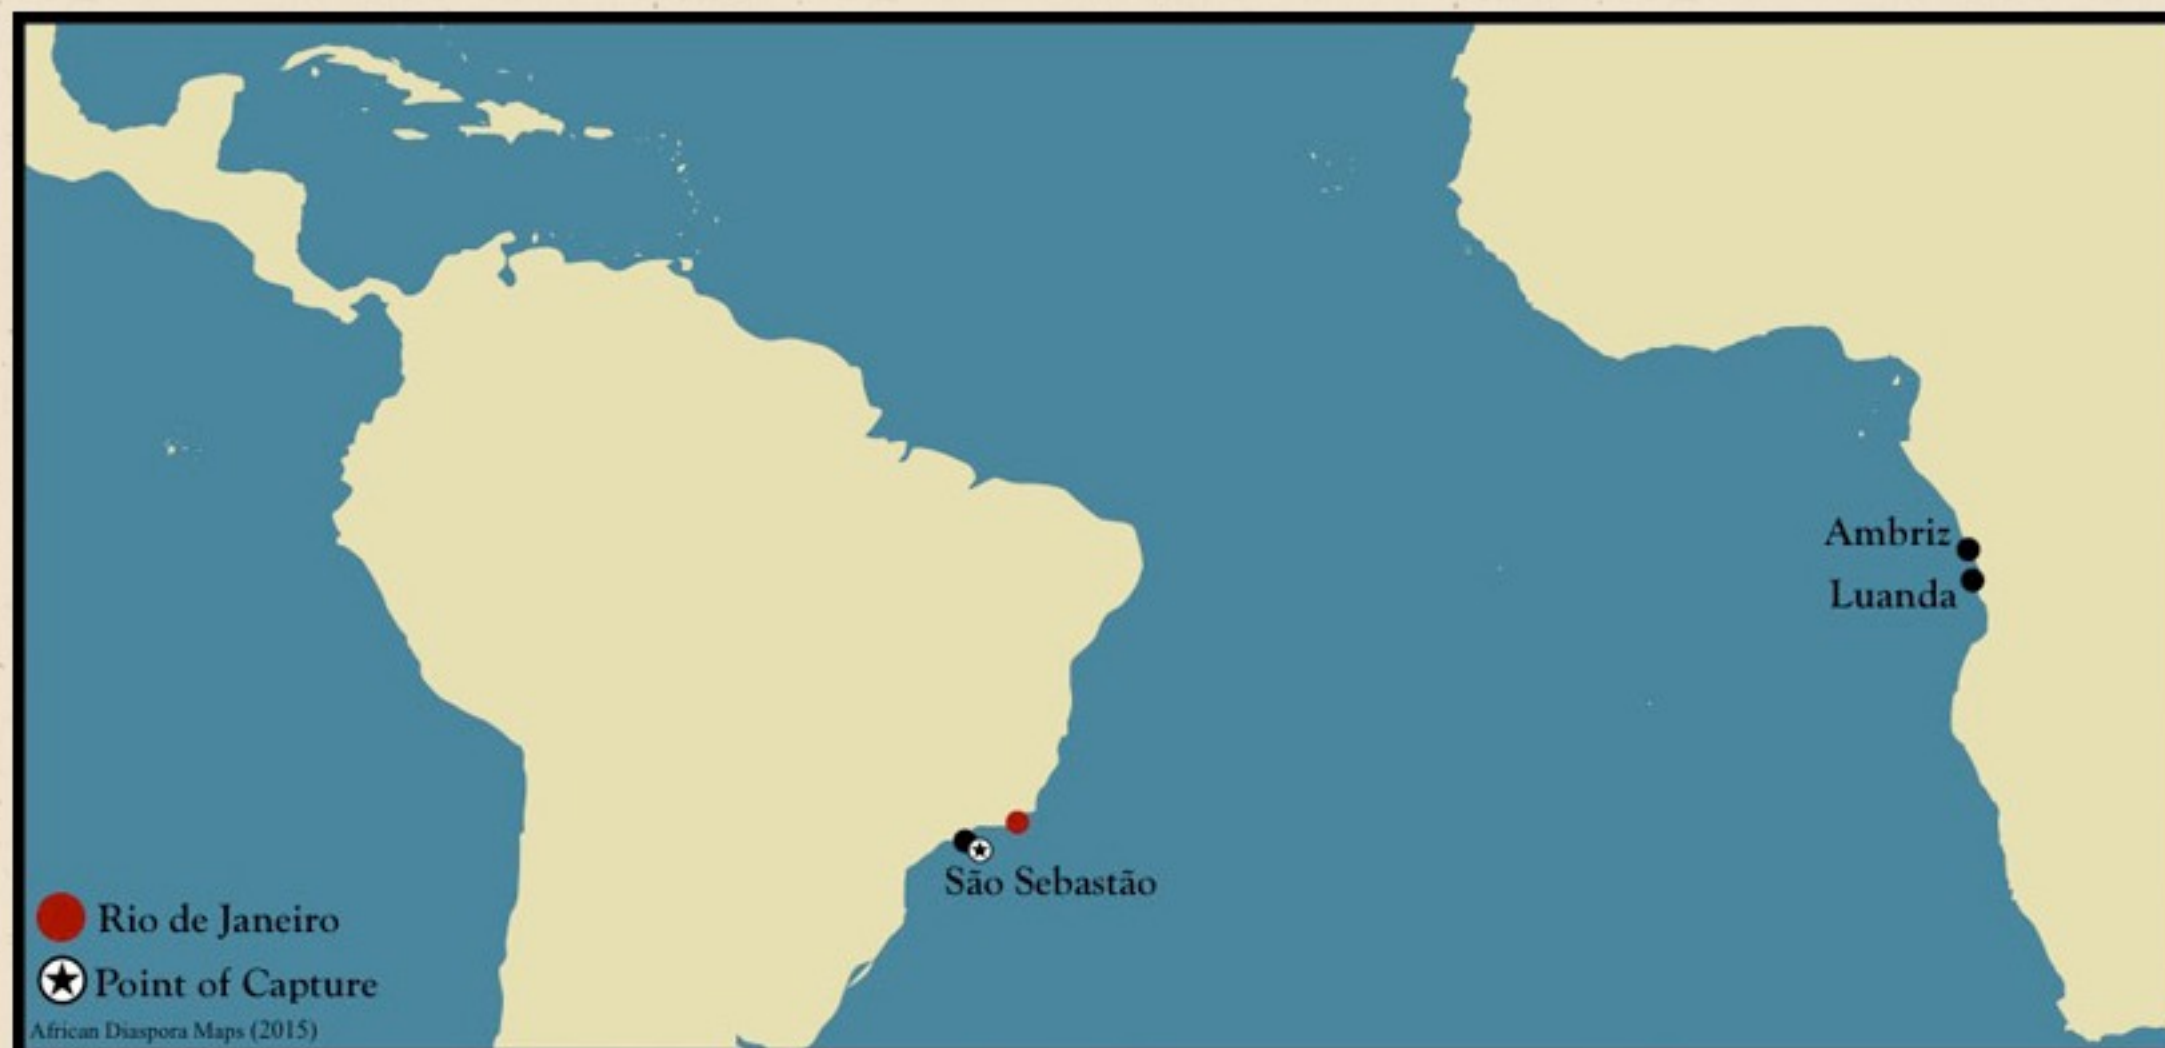 Ambriz
Luanda
São Sebastão
Rio de Janeiro
Point of Capture
African Diaspora Maps (2015)